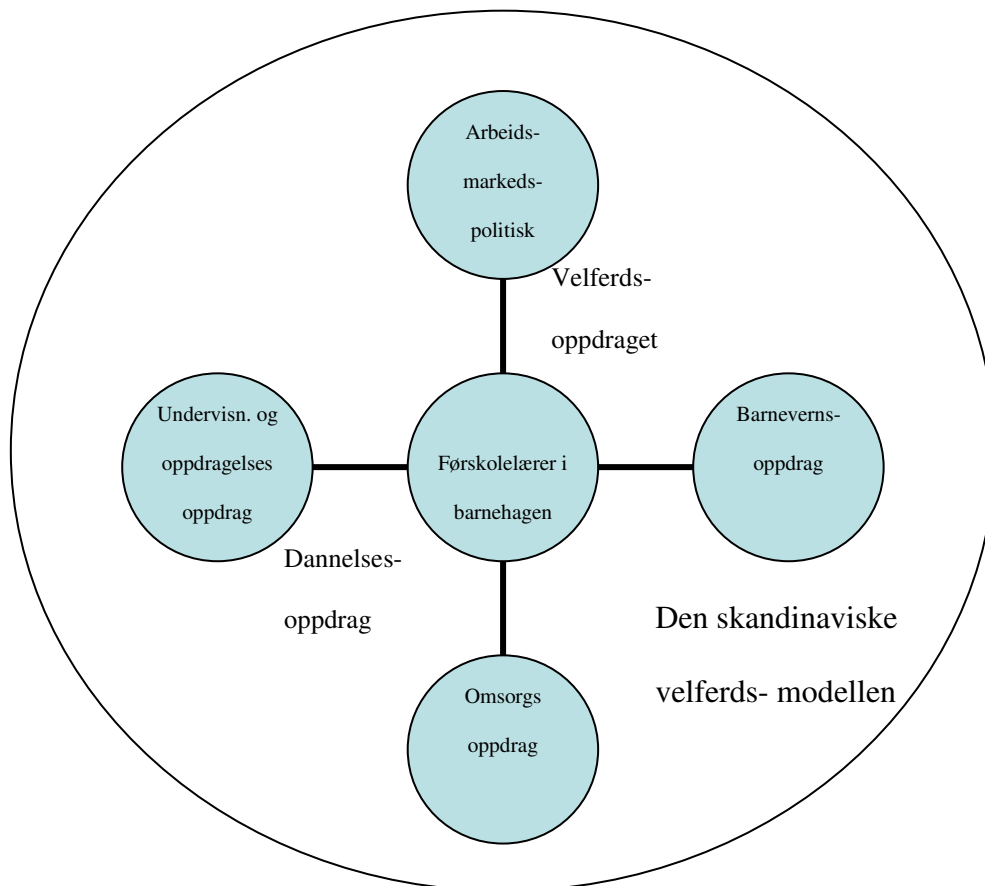 Arbeids-
markeds-
politisk
Velferds-
oppdraget
Undervisn. og
oppdragelses
oppdrag
Førskolelærer i
barnehagen
Barneverns-
oppdrag
Dannelses-
oppdrag
Den skandinaviske
velferds- modellen
Omsorgs
oppdrag